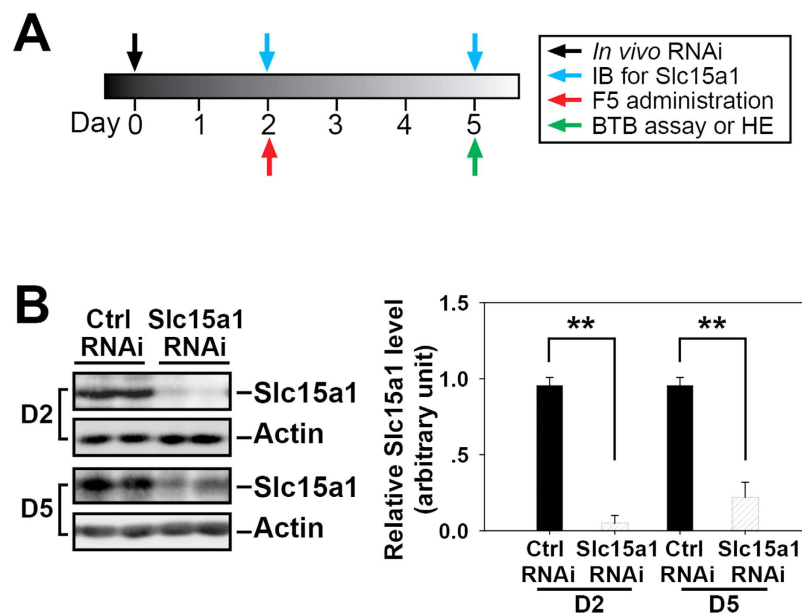 A
In vivo RNAi
IB for Slc15a1
F5 administration
BTB assay or HE
Day 0 1 2 3 4 5
B
Ctrl RNAi
Slc15a1 RNAi
D2
–Slc15a1
–Actin
D5
–Slc15a1
–Actin
Relative Slc15a1 level
(arbitrary unit)
1.5
1.0
.5
0.0
** **
Ctrl RNAi
Slc15a1 RNAi
Ctrl RNAi
Slc15a1 RNAi
D2 D5